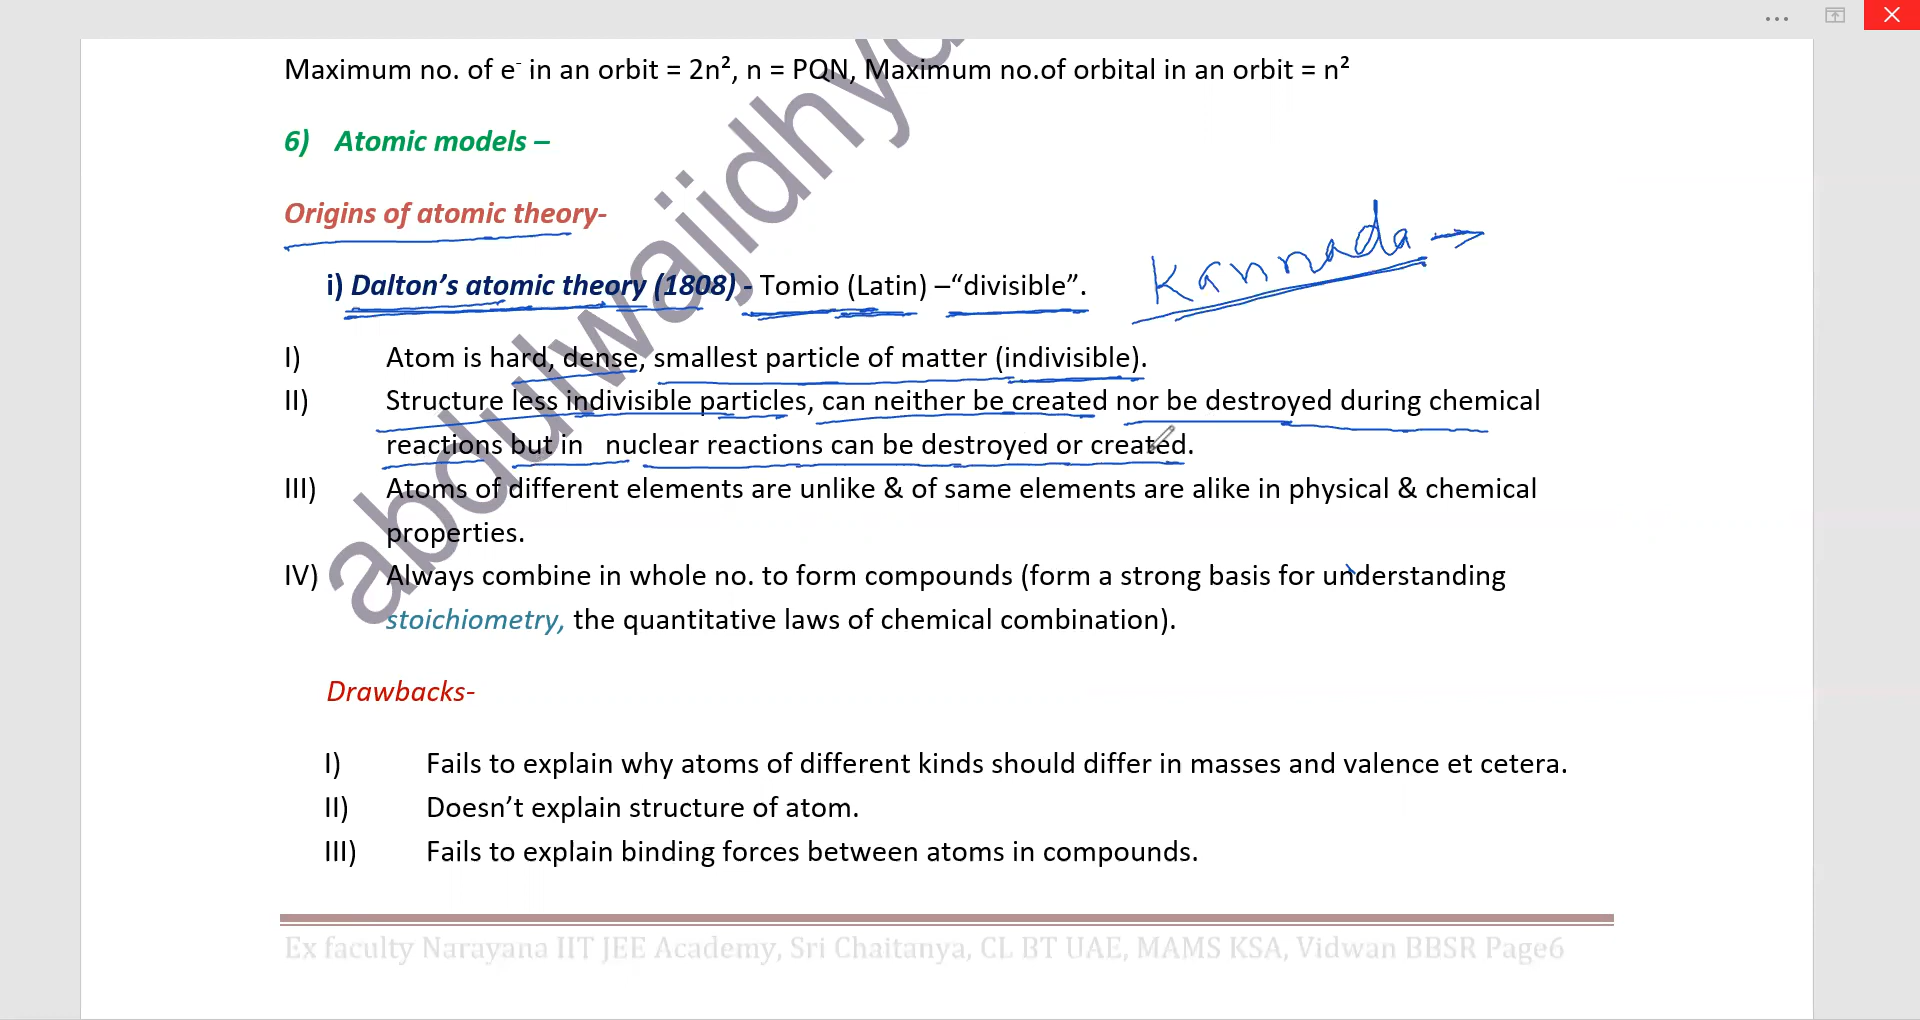 Maximum no. of e⁻ in an orbit = 2n², n = PQN, Maximum no.of orbital in an orbit = n²
6) Atomic models –
Origins of atomic theory-
i) Dalton’s atomic theory (1808) - Tomio (Latin) –“divisible”.
Kannada →
I) Atom is hard, dense, smallest particle of matter (indivisible).
II) Structure less indivisible particles, can neither be created nor be destroyed during chemical
reactions but in nuclear reactions can be destroyed or created.
III) Atoms of different elements are unlike & of same elements are alike in physical & chemical
properties.
IV) Always combine in whole no. to form compounds (form a strong basis for understanding
stoichiometry, the quantitative laws of chemical combination).
Drawbacks-
I) Fails to explain why atoms of different kinds should differ in masses and valence et cetera.
II) Doesn’t explain structure of atom.
III) Fails to explain binding forces between atoms in compounds.
Ex faculty Narayana IIT JEE Academy, Sri Chaitanya, CL BT UAE, MAMS KSA, Vidwan BBSR Page6